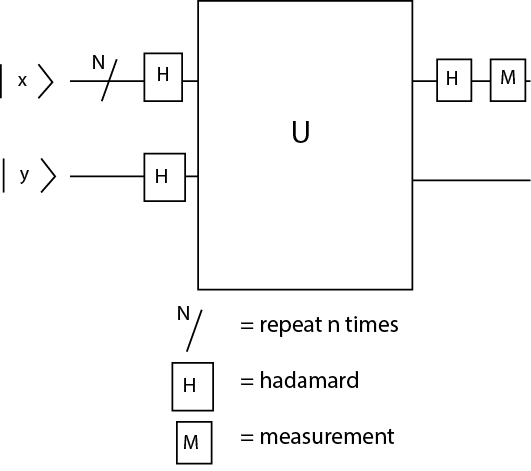 | x ⟩ N H H M
U
| y ⟩ H
N = repeat n times
H = hadamard
M = measurement